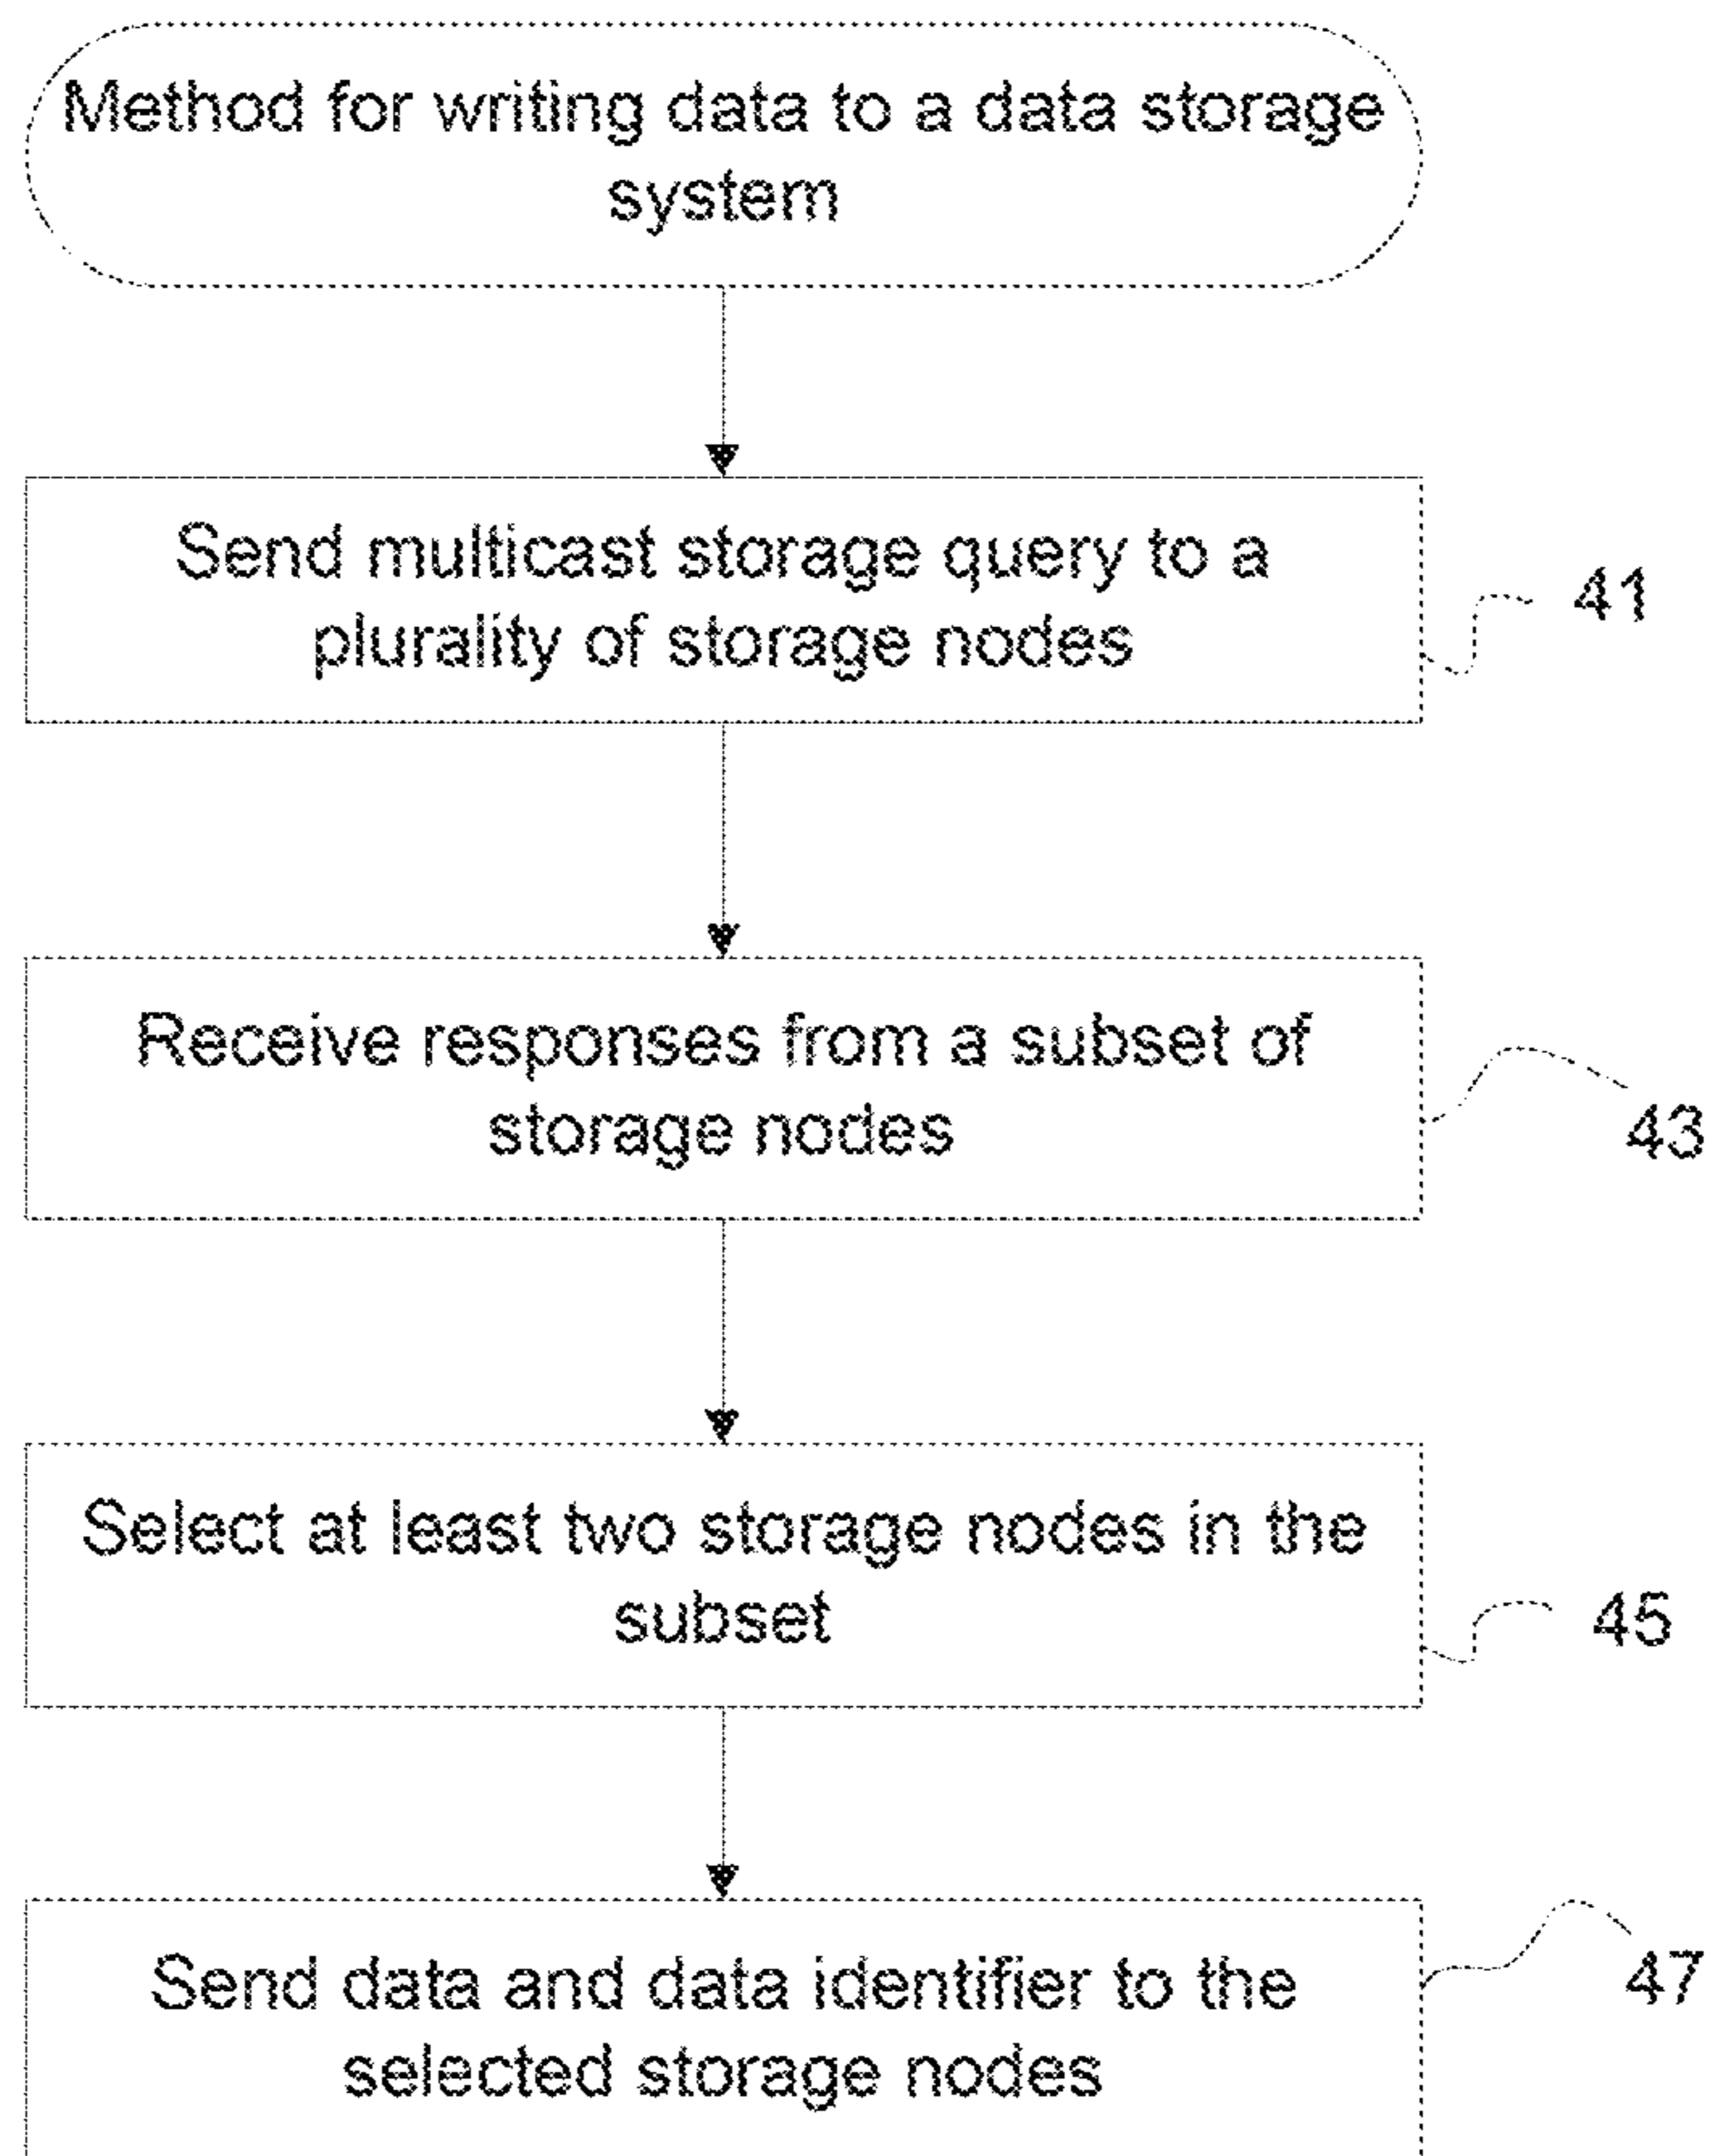 Method for writing data to a data storage
system
Send multicast storage query to a
plurality of storage nodes
41
Receive responses from a subset of
storage nodes
43
Select at least two storage nodes in the
subset
45
Send data and data identifier to the
selected storage nodes
47